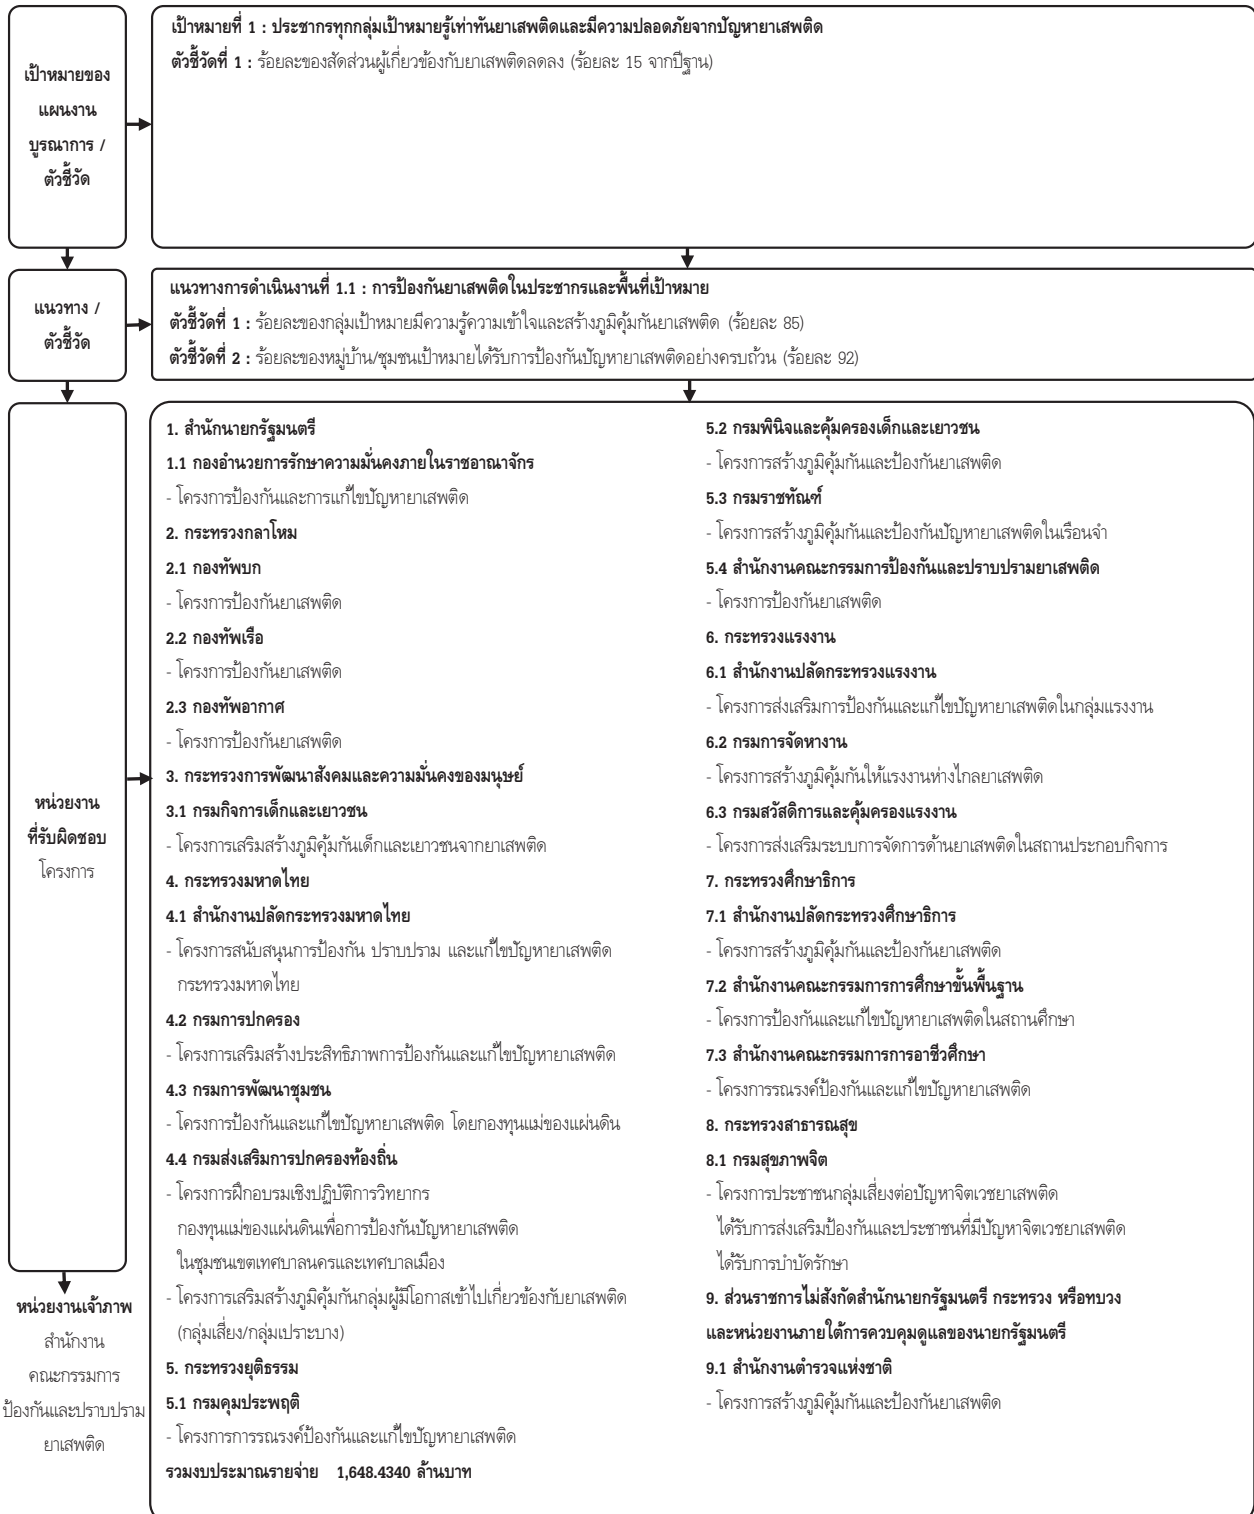 เป้าหมายของ
แผนงาน
บูรณาการ /
ตัวชี้วัด
เป้าหมายที่ 1 : ประชากรทุกกลุ่มเป้าหมายรู้เท่าทันยาเสพติดและมีความปลอดภัยจากปัญหายาเสพติด
ตัวชี้วัดที่ 1 : ร้อยละของสัดส่วนผู้เกี่ยวข้องกับยาเสพติดลดลง (ร้อยละ 15 จากปีฐาน)
แนวทาง /
ตัวชี้วัด
แนวทางการดำเนินงานที่ 1.1 : การป้องกันยาเสพติดในประชากรและพื้นที่เป้าหมาย
ตัวชี้วัดที่ 1 : ร้อยละของกลุ่มเป้าหมายมีความรู้ความเข้าใจและสร้างภูมิคุ้มกันยาเสพติด (ร้อยละ 85)
ตัวชี้วัดที่ 2 : ร้อยละของหมู่บ้าน/ชุมชนเป้าหมายได้รับการป้องกันปัญหายาเสพติดอย่างครบถ้วน (ร้อยละ 92)
หน่วยงาน
ที่รับผิดชอบ
โครงการ
หน่วยงานเจ้าภาพ
สำนักงาน
คณะกรรมการ
ป้องกันและปราบปราม
ยาเสพติด
1. สำนักนายกรัฐมนตรี
1.1 กองอำนวยการรักษาความมั่นคงภายในราชอาณาจักร
- โครงการป้องกันและการแก้ไขปัญหายาเสพติด
2. กระทรวงกลาโหม
2.1 กองทัพบก
- โครงการป้องกันยาเสพติด
2.2 กองทัพเรือ
- โครงการป้องกันยาเสพติด
2.3 กองทัพอากาศ
- โครงการป้องกันยาเสพติด
3. กระทรวงการพัฒนาสังคมและความมั่นคงของมนุษย์
3.1 กรมกิจการเด็กและเยาวชน
- โครงการเสริมสร้างภูมิคุ้มกันเด็กและเยาวชนจากยาเสพติด
4. กระทรวงมหาดไทย
4.1 สำนักงานปลัดกระทรวงมหาดไทย
- โครงการสนับสนุนการป้องกัน ปราบปราม และแก้ไขปัญหายาเสพติด
กระทรวงมหาดไทย
4.2 กรมการปกครอง
- โครงการเสริมสร้างประสิทธิภาพการป้องกันและแก้ไขปัญหายาเสพติด
4.3 กรมการพัฒนาชุมชน
- โครงการป้องกันและแก้ไขปัญหายาเสพติด โดยกองทุนแม่ของแผ่นดิน
4.4 กรมส่งเสริมการปกครองท้องถิ่น
- โครงการฝึกอบรมเชิงปฏิบัติการวิทยากร
กองทุนแม่ของแผ่นดินเพื่อการป้องกันปัญหายาเสพติด
ในชุมชนเขตเทศบาลนครและเทศบาลเมือง
- โครงการเสริมสร้างภูมิคุ้มกันกลุ่มผู้มีโอกาสเข้าไปเกี่ยวข้องกับยาเสพติด
(กลุ่มเสี่ยง/กลุ่มเปราะบาง)
5. กระทรวงยุติธรรม
5.1 กรมคุมประพฤติ
- โครงการการรณรงค์ป้องกันและแก้ไขปัญหายาเสพติด
รวมงบประมาณรายจ่าย 1,648.4340 ล้านบาท
5.2 กรมพินิจและคุ้มครองเด็กและเยาวชน
- โครงการสร้างภูมิคุ้มกันและป้องกันยาเสพติด
5.3 กรมราชทัณฑ์
- โครงการสร้างภูมิคุ้มกันและป้องกันปัญหายาเสพติดในเรือนจำ
5.4 สำนักงานคณะกรรมการป้องกันและปราบปรามยาเสพติด
- โครงการป้องกันยาเสพติด
6. กระทรวงแรงงาน
6.1 สำนักงานปลัดกระทรวงแรงงาน
- โครงการส่งเสริมการป้องกันและแก้ไขปัญหายาเสพติดในกลุ่มแรงงาน
6.2 กรมการจัดหางาน
- โครงการสร้างภูมิคุ้มกันให้แรงงานห่างไกลยาเสพติด
6.3 กรมสวัสดิการและคุ้มครองแรงงาน
- โครงการส่งเสริมระบบการจัดการด้านยาเสพติดในสถานประกอบกิจการ
7. กระทรวงศึกษาธิการ
7.1 สำนักงานปลัดกระทรวงศึกษาธิการ
- โครงการสร้างภูมิคุ้มกันและป้องกันยาเสพติด
7.2 สำนักงานคณะกรรมการการศึกษาขั้นพื้นฐาน
- โครงการป้องกันและแก้ไขปัญหายาเสพติดในสถานศึกษา
7.3 สำนักงานคณะกรรมการการอาชีวศึกษา
- โครงการรณรงค์ป้องกันและแก้ไขปัญหายาเสพติด
8. กระทรวงสาธารณสุข
8.1 กรมสุขภาพจิต
- โครงการประชาชนกลุ่มเสี่ยงต่อปัญหาจิตเวชยาเสพติด
ได้รับการส่งเสริมป้องกันและประชาชนที่มีปัญหาจิตเวชยาเสพติด
ได้รับการบำบัดรักษา
9. ส่วนราชการไม่สังกัดสำนักนายกรัฐมนตรี กระทรวง หรือทบวง
และหน่วยงานภายใต้การควบคุมดูแลของนายกรัฐมนตรี
9.1 สำนักงานตำรวจแห่งชาติ
- โครงการสร้างภูมิคุ้มกันและป้องกันยาเสพติด